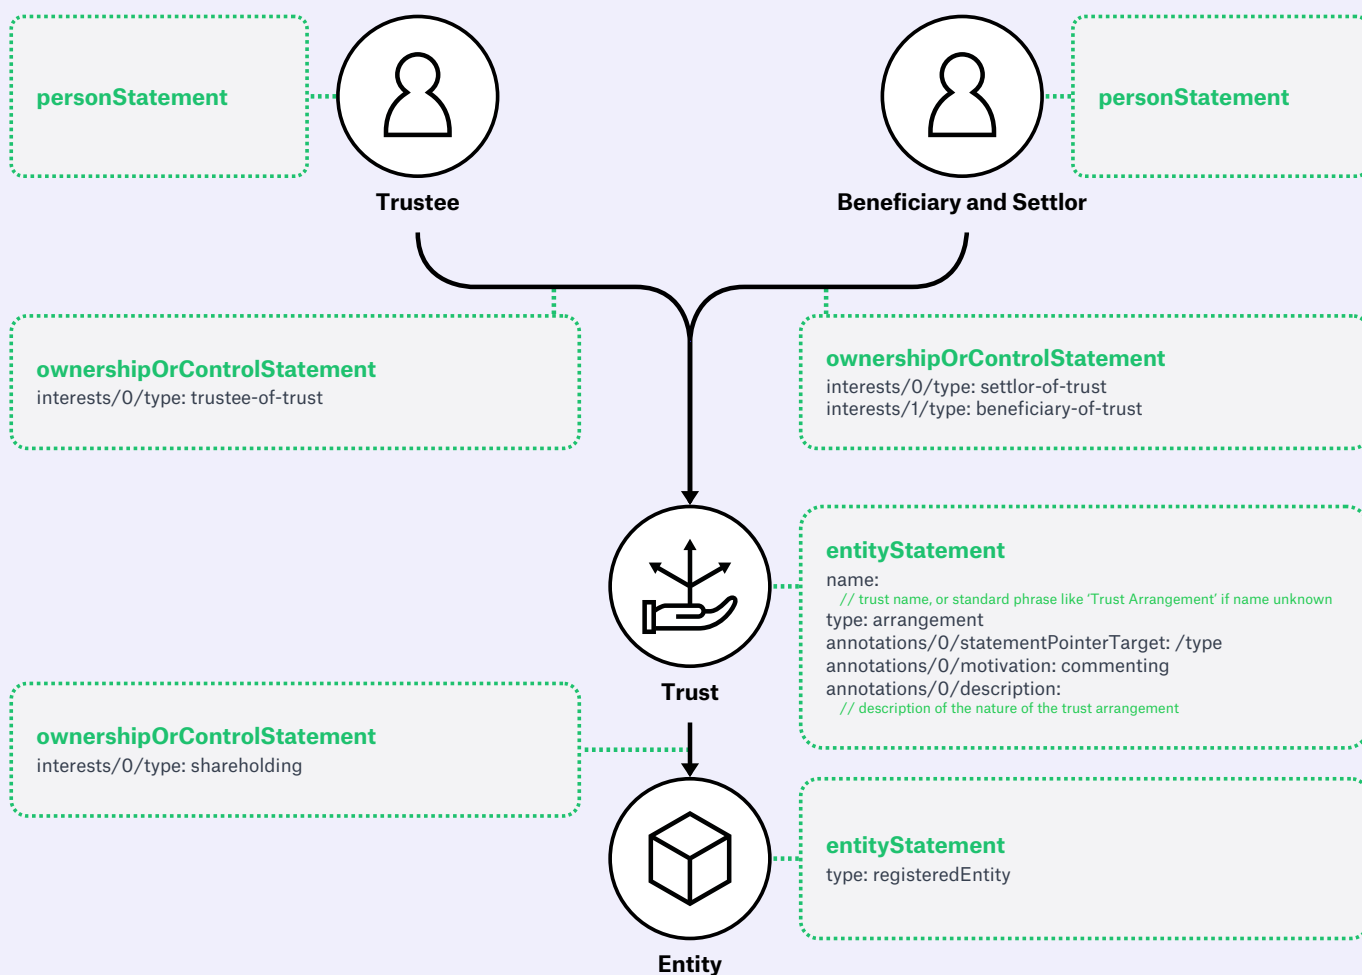 personStatement
personStatement
Trustee
Beneficiary and Settlor
ownershipOrControlStatement
interests/0/type: trustee-of-trust
ownershipOrControlStatement
interests/0/type: settlor-of-trust
interests/1/type: beneficiary-of-trust
entityStatement
name:
// trust name, or standard phrase like ‘Trust Arrangement’ if name unknown
type: arrangement
annotations/0/statementPointerTarget: /type
annotations/0/motivation: commenting
annotations/0/description:
// description of the nature of the trust arrangement
Trust
ownershipOrControlStatement
interests/0/type: shareholding
entityStatement
type: registeredEntity
Entity